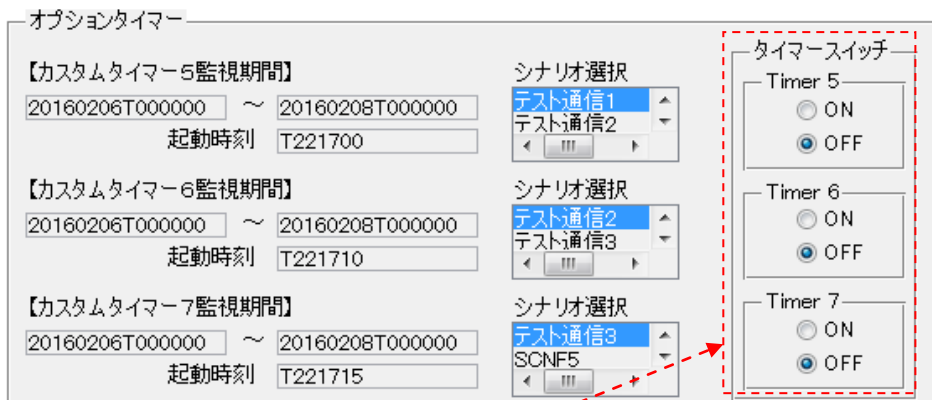 オプションタイマー
タイマースイッチ
【カスタムタイマー5監視期間】 シナリオ選択
Timer 5
20160206T000000 ～ 20160208T000000
テスト通信1
ON
テスト通信2
起動時刻 T221700
OFF
【カスタムタイマー6監視期間】 シナリオ選択
Timer 6
20160206T000000 ～ 20160208T000000
テスト通信2
ON
テスト通信3
起動時刻 T221710
OFF
【カスタムタイマー7監視期間】 シナリオ選択
Timer 7
20160206T000000 ～ 20160208T000000
テスト通信3
ON
SCNF5
起動時刻 T221715
OFF